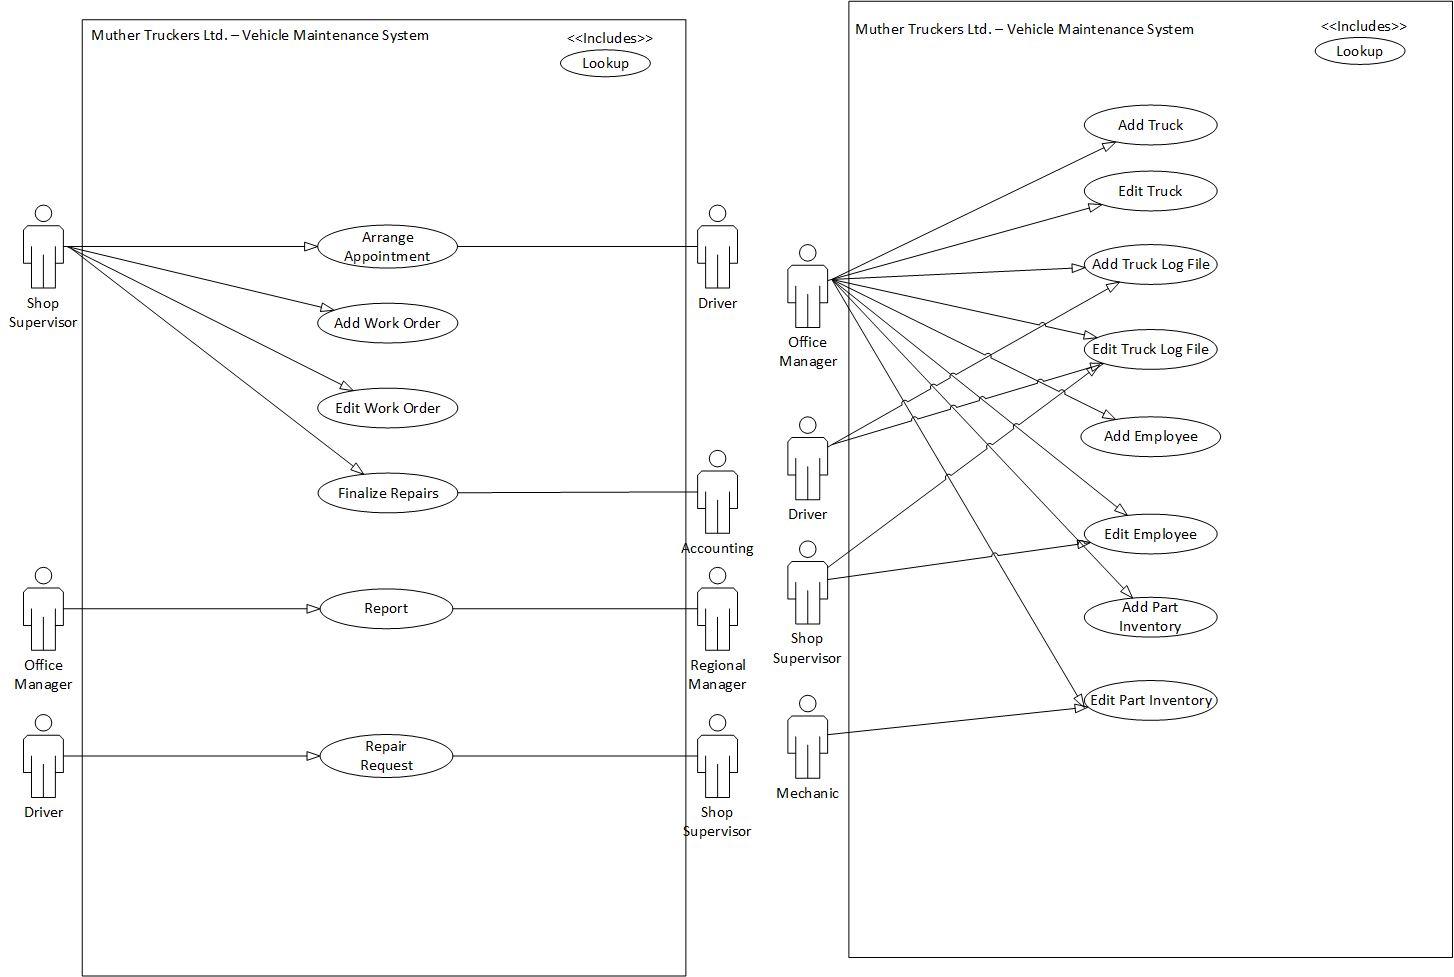 Muther Truckers Ltd. – Vehicle Maintenance System
<<Includes>>
Lookup
Shop
Supervisor
Arrange
Appointment
Driver
Add Work Order
Edit Work Order
Finalize Repairs
Accounting
Office
Manager
Report
Regional
Manager
Driver
Repair
Request
Shop
Supervisor
Muther Truckers Ltd. – Vehicle Maintenance System
<<Includes>>
Lookup
Add Truck
Edit Truck
Add Truck Log File
Office
Manager
Edit Truck Log File
Add Employee
Driver
Edit Employee
Shop
Supervisor
Add Part
Inventory
Edit Part Inventory
Mechanic